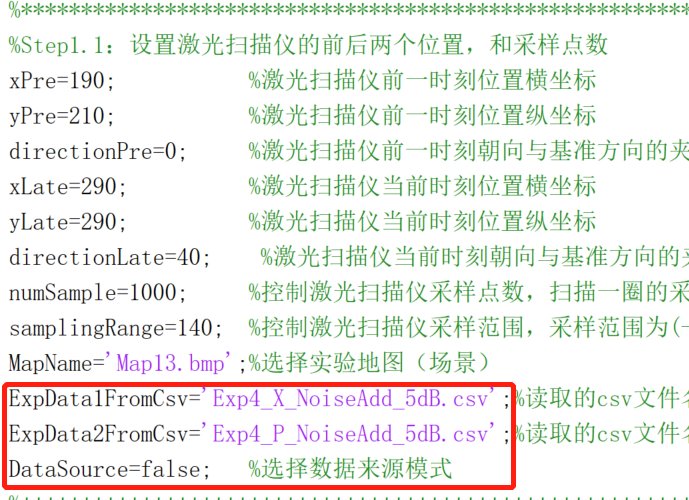 %************************************************************
%Step1.1：设置激光扫描仪的前后两个位置，和采样点数
xPre=190; %激光扫描仪前一时刻位置横坐标
yPre=210; %激光扫描仪前一时刻位置纵坐标
directionPre=0; %激光扫描仪前一时刻朝向与基准方向的夹
xLate=290; %激光扫描仪当前时刻位置横坐标
yLate=290; %激光扫描仪当前时刻位置纵坐标
directionLate=40; %激光扫描仪当前时刻朝向与基准方向的
numSample=1000; %控制激光扫描仪采样点数，扫描一圈的采
samplingRange=140; %控制激光扫描仪采样范围，采样范围为(-
MapName='Map13.bmp';%选择实验地图（场景）
ExpData1FromCsv='Exp4_X_NoiseAdd_5dB.csv';%读取的csv文件名
ExpData2FromCsv='Exp4_P_NoiseAdd_5dB.csv';%读取的csv文件名
DataSource=false; %选择数据来源模式